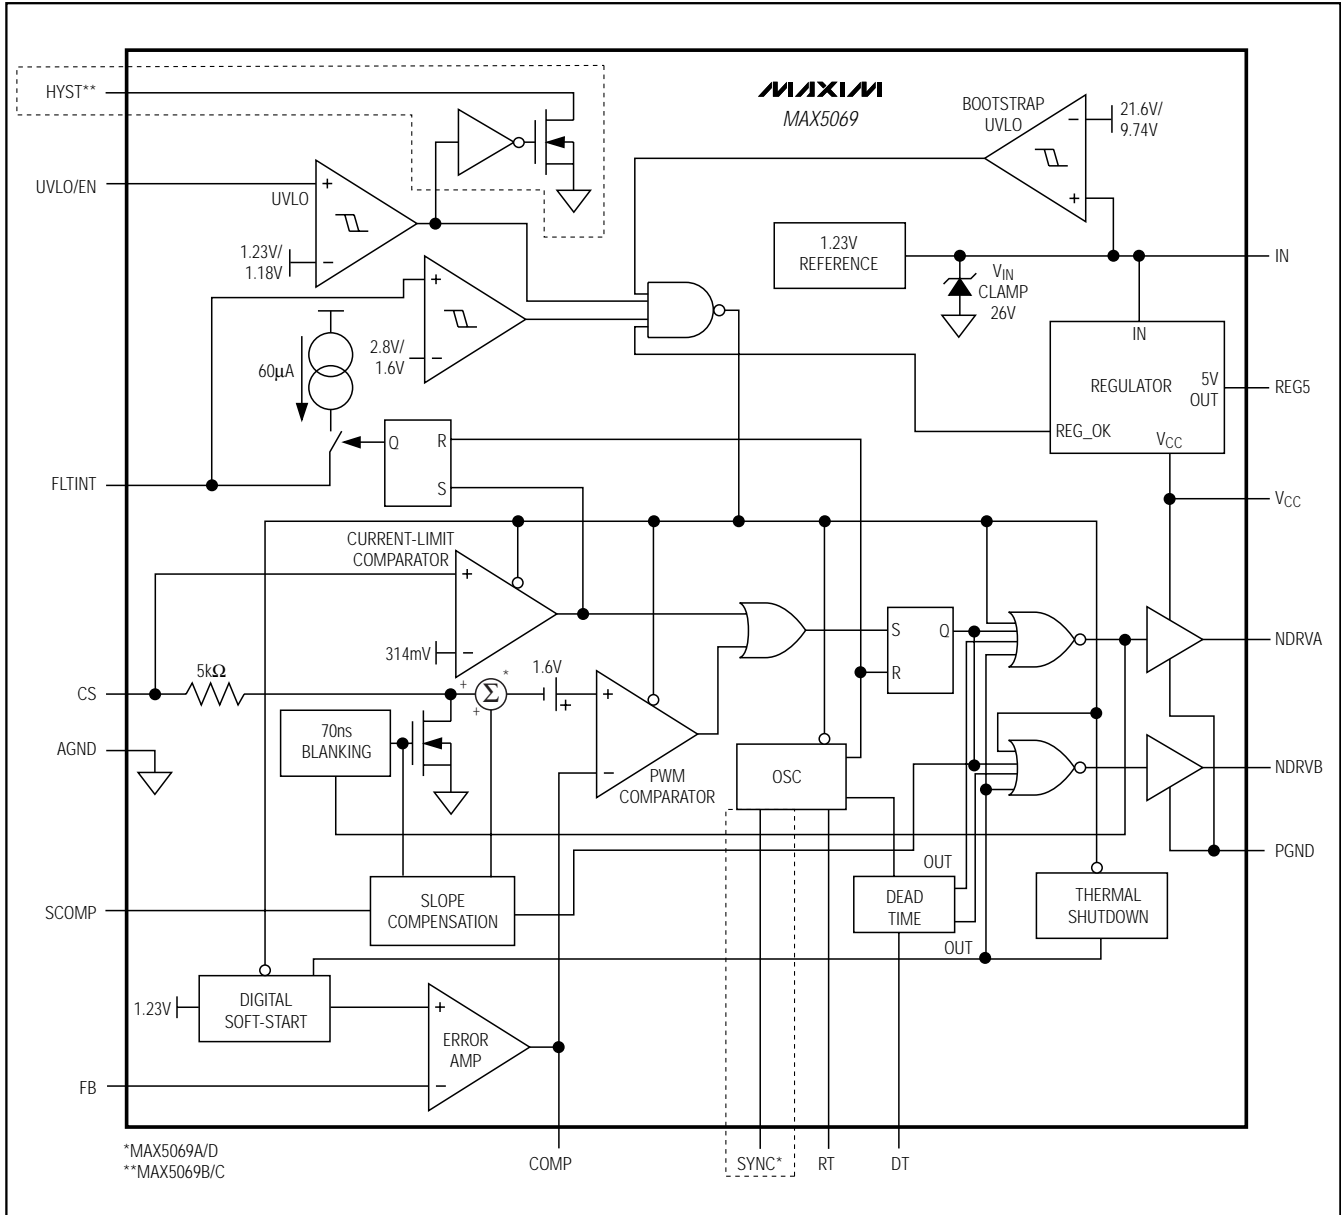 HYST**
MAXIM
MAX5069
BOOTSTRAP
UVLO
21.6V/
9.74V
−
+
UVLO/EN
UVLO
+
−
1.23V/
1.18V
1.23V
REFERENCE
IN
VIN
CLAMP
26V
+
−
2.8V/
1.6V
60µA
IN
REGULATOR
5V
OUT
REG5
REG_OK
VCC
Q
R
S
FLTINT
VCC
CURRENT-LIMIT
COMPARATOR
+
−
314mV
S
Q
R
NDRVA
CS
5kΩ
+
Σ
*
+
1.6V
+
+
−
PWM
COMPARATOR
70ns
BLANKING
AGND
OSC
NDRVB
PGND
OUT
SLOPE
COMPENSATION
SCOMP
DEAD
TIME
THERMAL
SHUTDOWN
OUT
1.23V
DIGITAL
SOFT-START
+
−
ERROR
AMP
FB
*MAX5069A/D
**MAX5069B/C
COMP
SYNC*
RT
DT